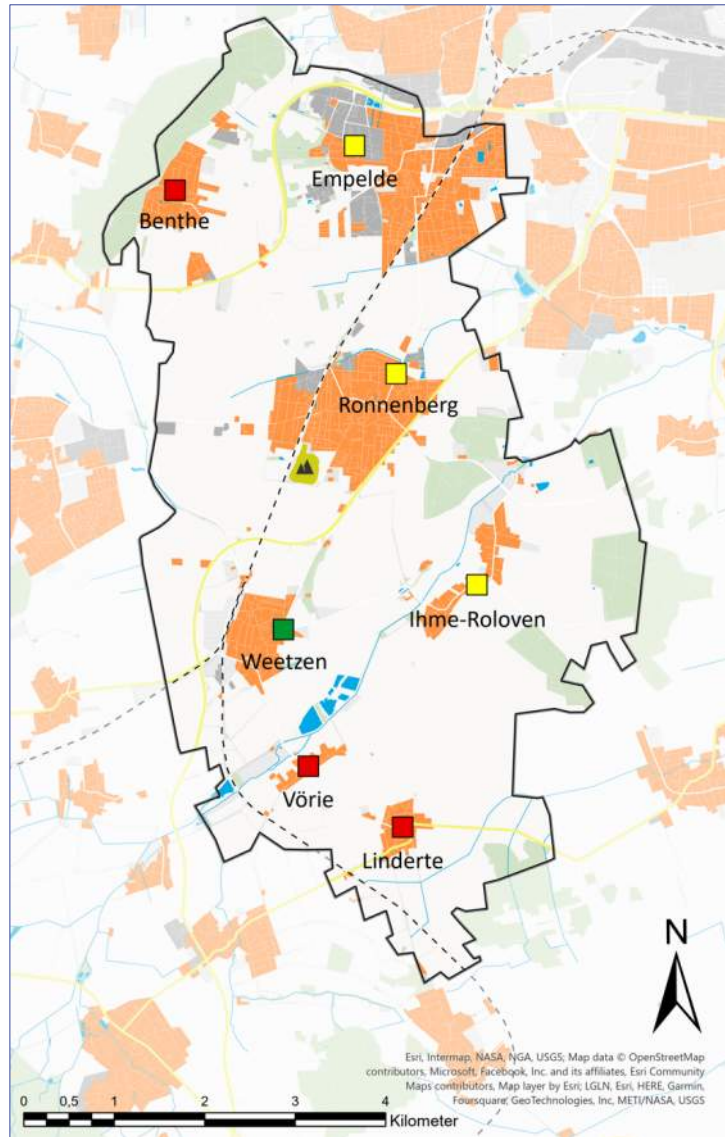 Empelde
Benthe
Ronnenberg
Ihme-Roloven
Weetzen
Vörie
Linderte
N
Esri, Intermap, NASA, NGA, USGS; Map data © OpenStreetMap
contributors, Microsoft, Facebook, Inc. and its affiliates, Esri Community
Maps contributors, Map layer by Esri; LGLN, Esri, HERE, Garmin,
Foursquare, GeoTechnologies, Inc, METI/NASA, USGS
0 0,5 1 2 3 4
Kilometer